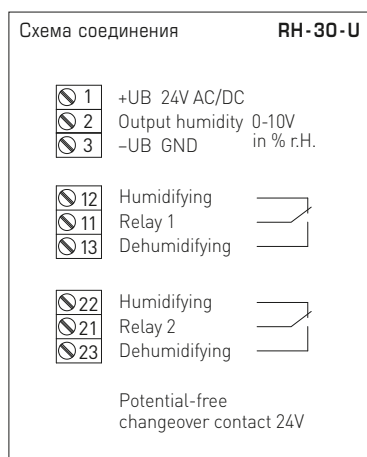 Схема соединения RH-30-U
1 +UB 24V AC/DC
2 Output humidity 0-10V
3 –UB GND in % r.H.
12 Humidifying
11 Relay 1
13 Dehumidifying
22 Humidifying
21 Relay 2
23 Dehumidifying
Potential-free
changeover contact 24V